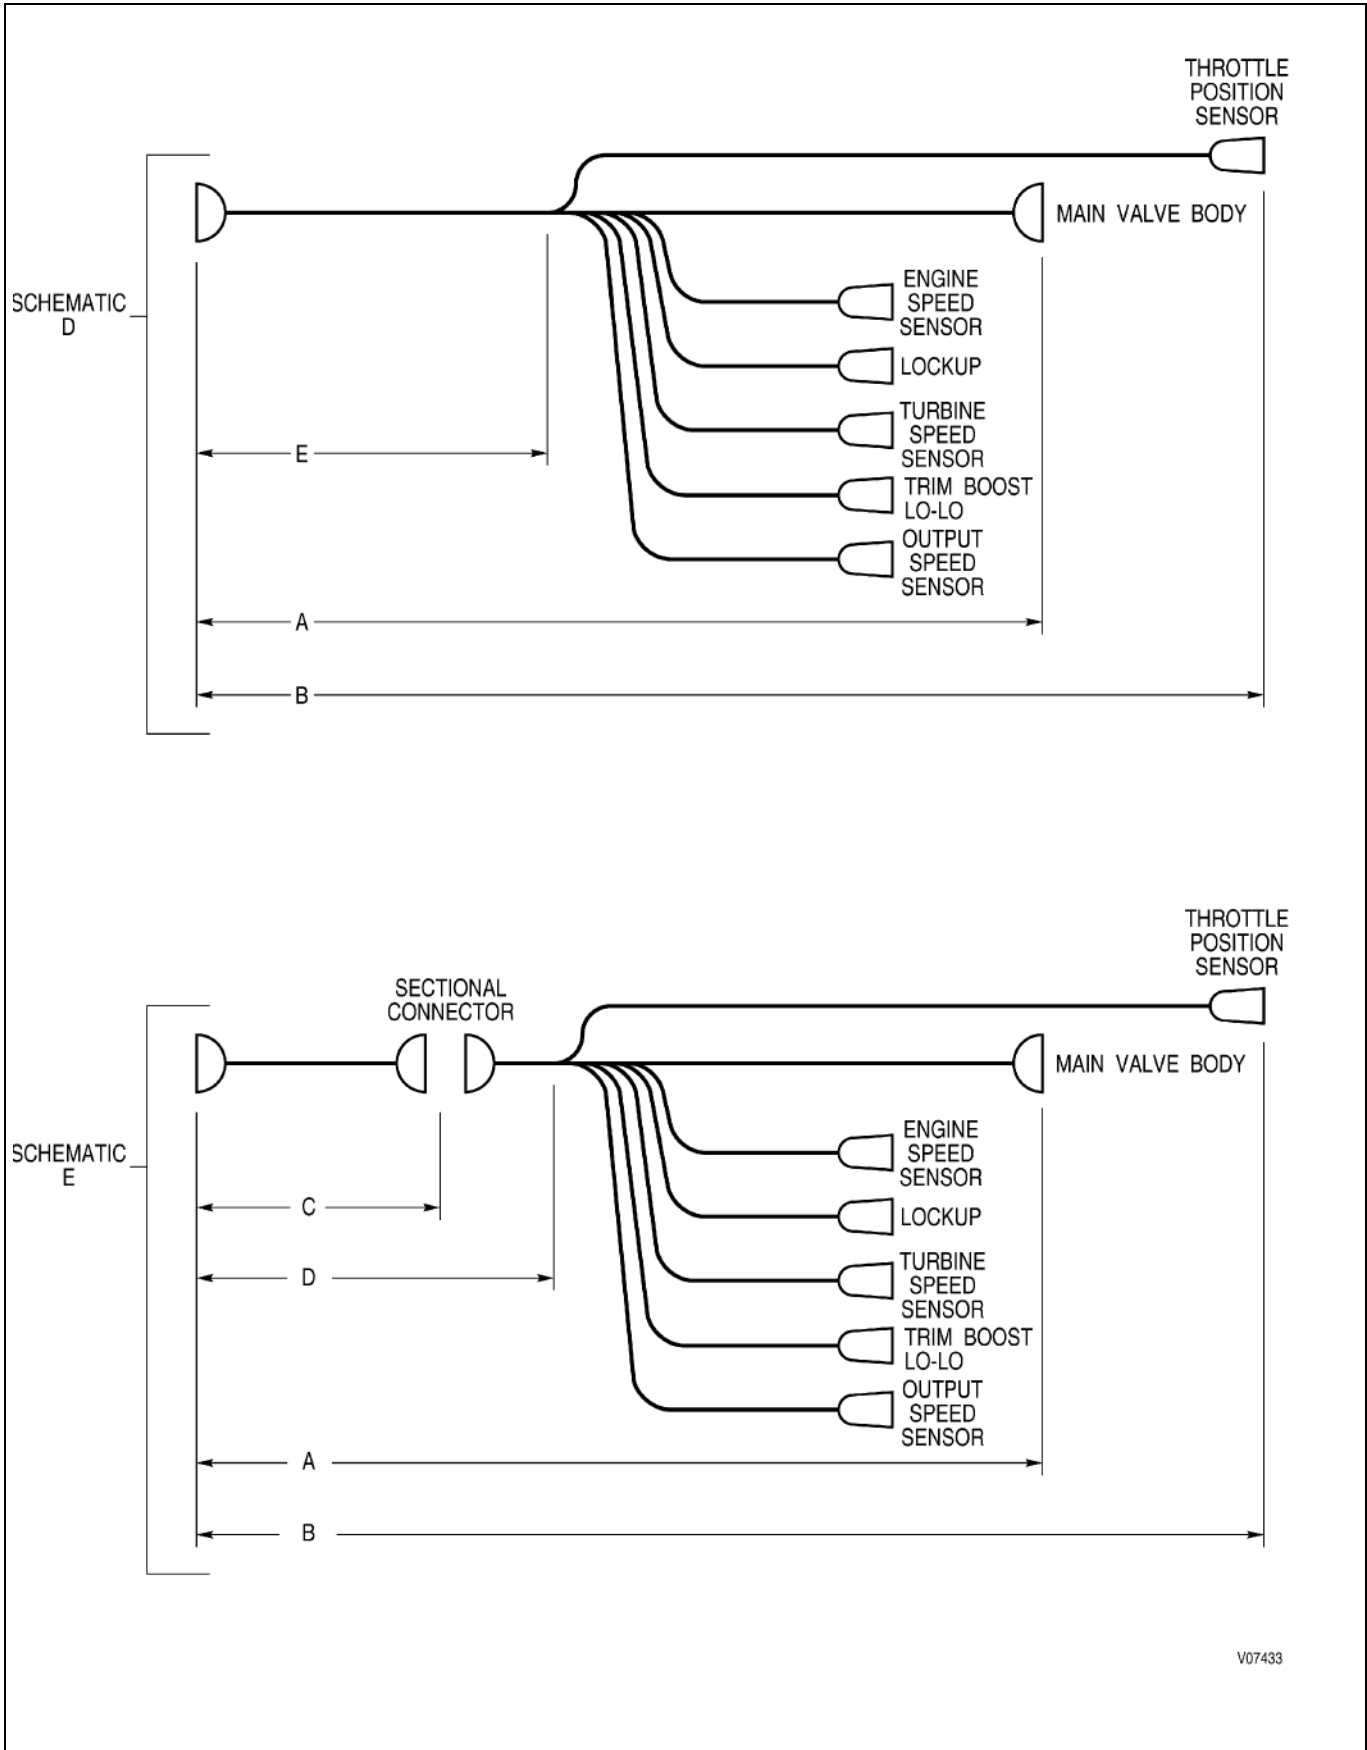 THROTTLE
POSITION
SENSOR
MAIN VALVE BODY
SCHEMATIC
D
ENGINE
SPEED
SENSOR
LOCKUP
TURBINE
SPEED
SENSOR
E
TRIM BOOST
LO-LO
OUTPUT
SPEED
SENSOR
A
B
THROTTLE
POSITION
SENSOR
SECTIONAL
CONNECTOR
MAIN VALVE BODY
SCHEMATIC
E
ENGINE
SPEED
SENSOR
C
LOCKUP
D
TURBINE
SPEED
SENSOR
TRIM BOOST
LO-LO
OUTPUT
SPEED
SENSOR
A
B
V07433